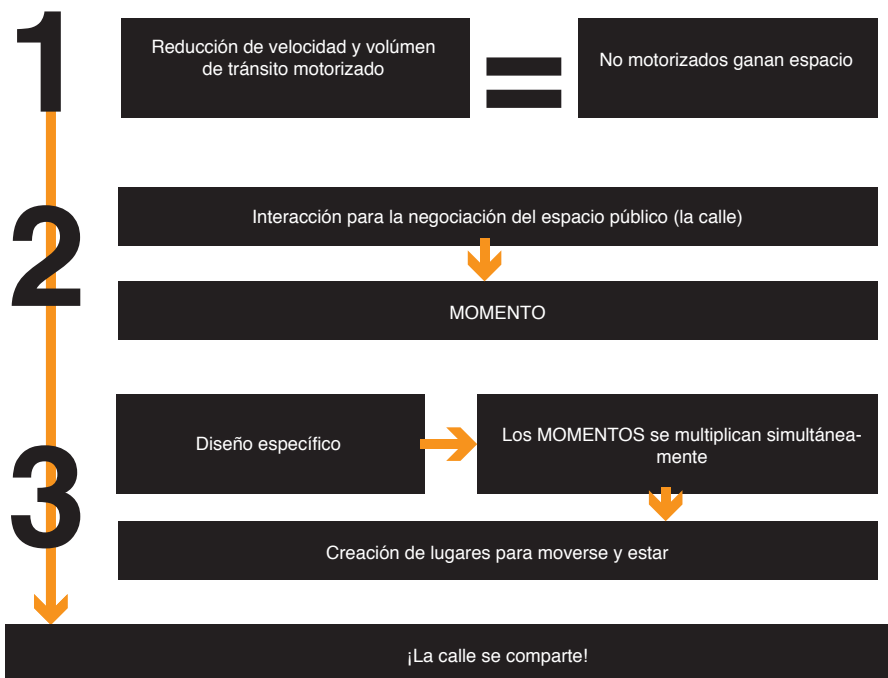 1
Reducción de velocidad y volúmen
de tránsito motorizado
=
No motorizados ganan espacio
2
Interacción para la negociación del espacio público (la calle)
MOMENTO
3
Diseño específico
Los MOMENTOS se multiplican simultánea-
mente
Creación de lugares para moverse y estar
¡La calle se comparte!